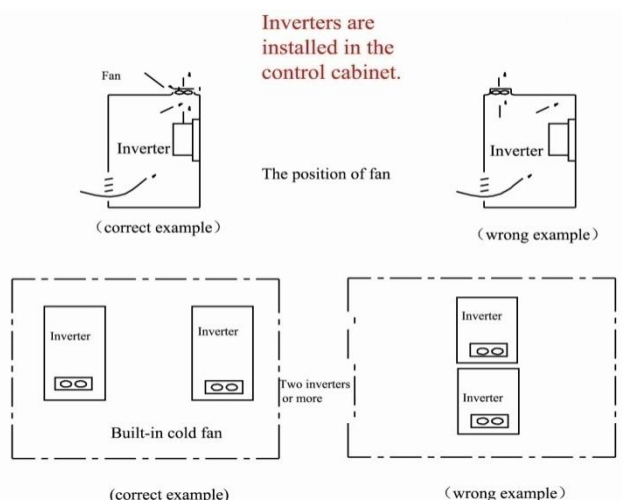 Inverters are
installed in the
control cabinet.
Fan
Inverter
Inverter
The position of fan
（correct example）
（wrong example）
Inverter
Inverter
Inverter
Two inverters
or more
Inverter
Built-in cold fan
(correct example)
（wrong example）